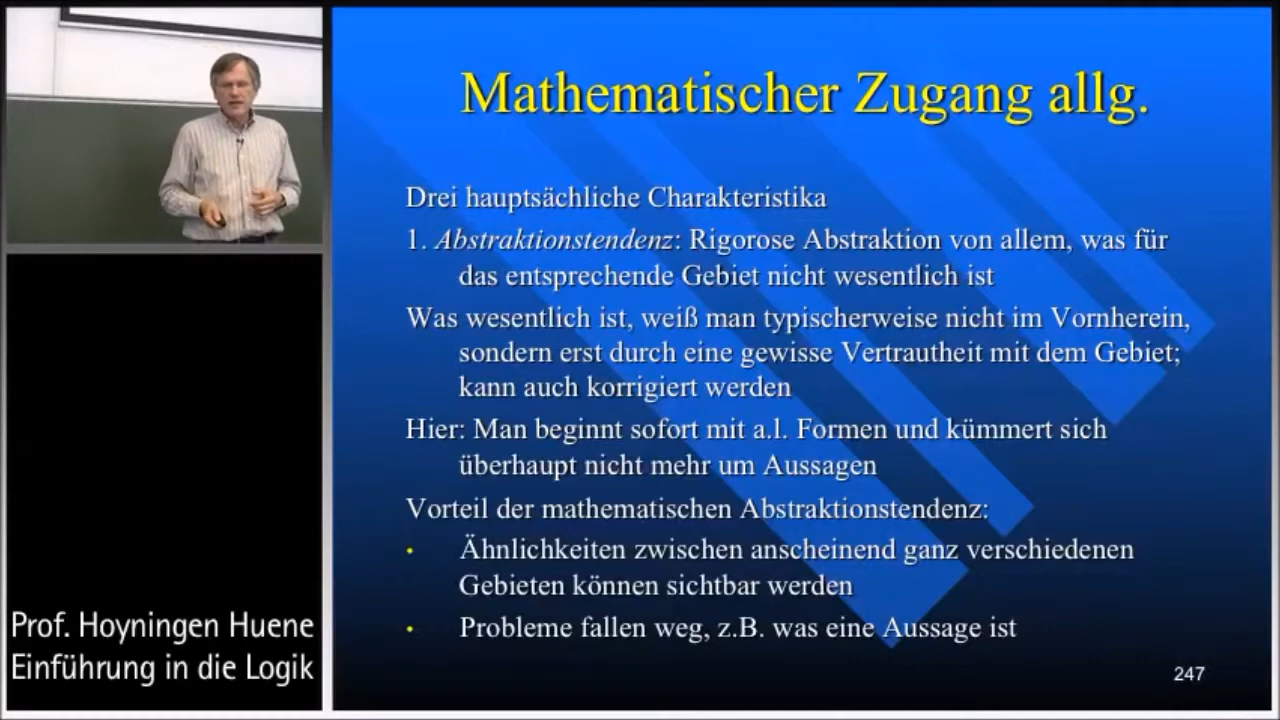 Mathematischer Zugang allg.
Drei hauptsächliche Charakteristika
1. Abstraktionstendenz: Rigorose Abstraktion von allem, was für
das entsprechende Gebiet nicht wesentlich ist
Was wesentlich ist, weiß man typischerweise nicht im Vornherein,
sondern erst durch eine gewisse Vertrautheit mit dem Gebiet;
kann auch korrigiert werden
Hier: Man beginnt sofort mit a.l. Formen und kümmert sich
überhaupt nicht mehr um Aussagen
Vorteil der mathematischen Abstraktionstendenz:
• Ähnlichkeiten zwischen anscheinend ganz verschiedenen
Gebieten können sichtbar werden
• Probleme fallen weg, z.B. was eine Aussage ist
247
Prof. Hoyningen Huene
Einführung in die Logik